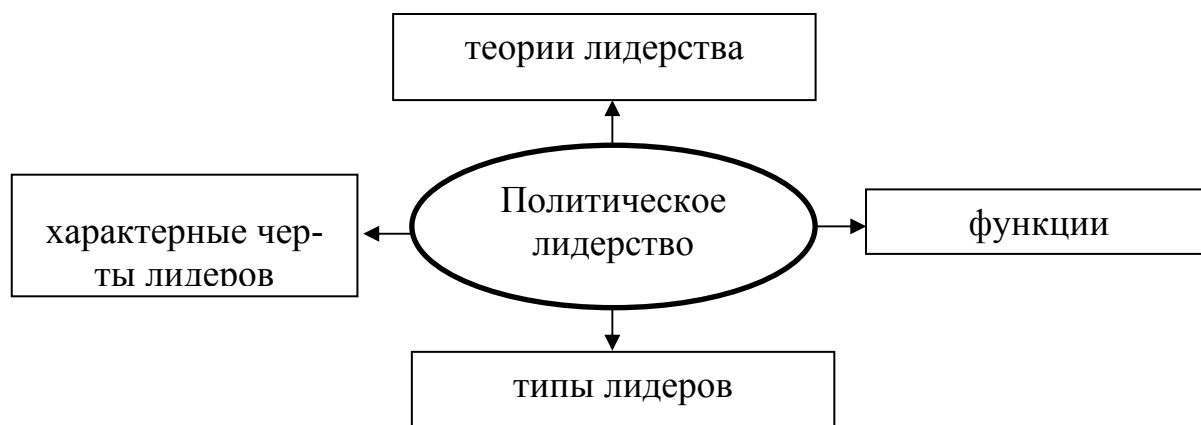 теории лидерства
Политическое
лидерство
характерные чер-
ты лидеров
функции
типы лидеров